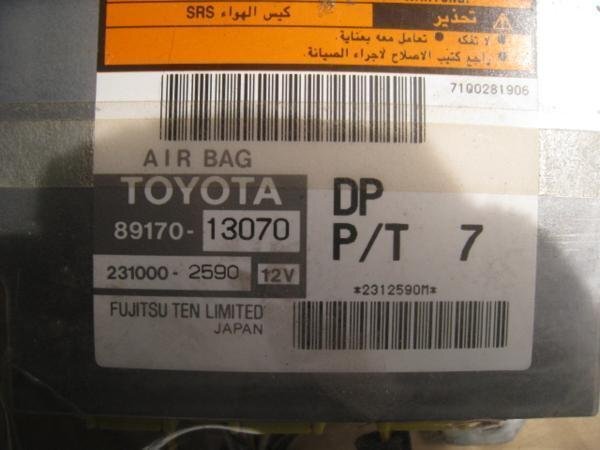 كيس الهواء SRS
تحذير
لا تفكه • تعامل معه بعناية.
راجع كتيب الاصلاح لاجراء الصيانة.
71Q0281906
AIR BAG
TOYOTA
89170- 13070
231000- 2590 12V
FUJITSU TEN LIMITED
JAPAN
DP
P/T 7
*2312590M*